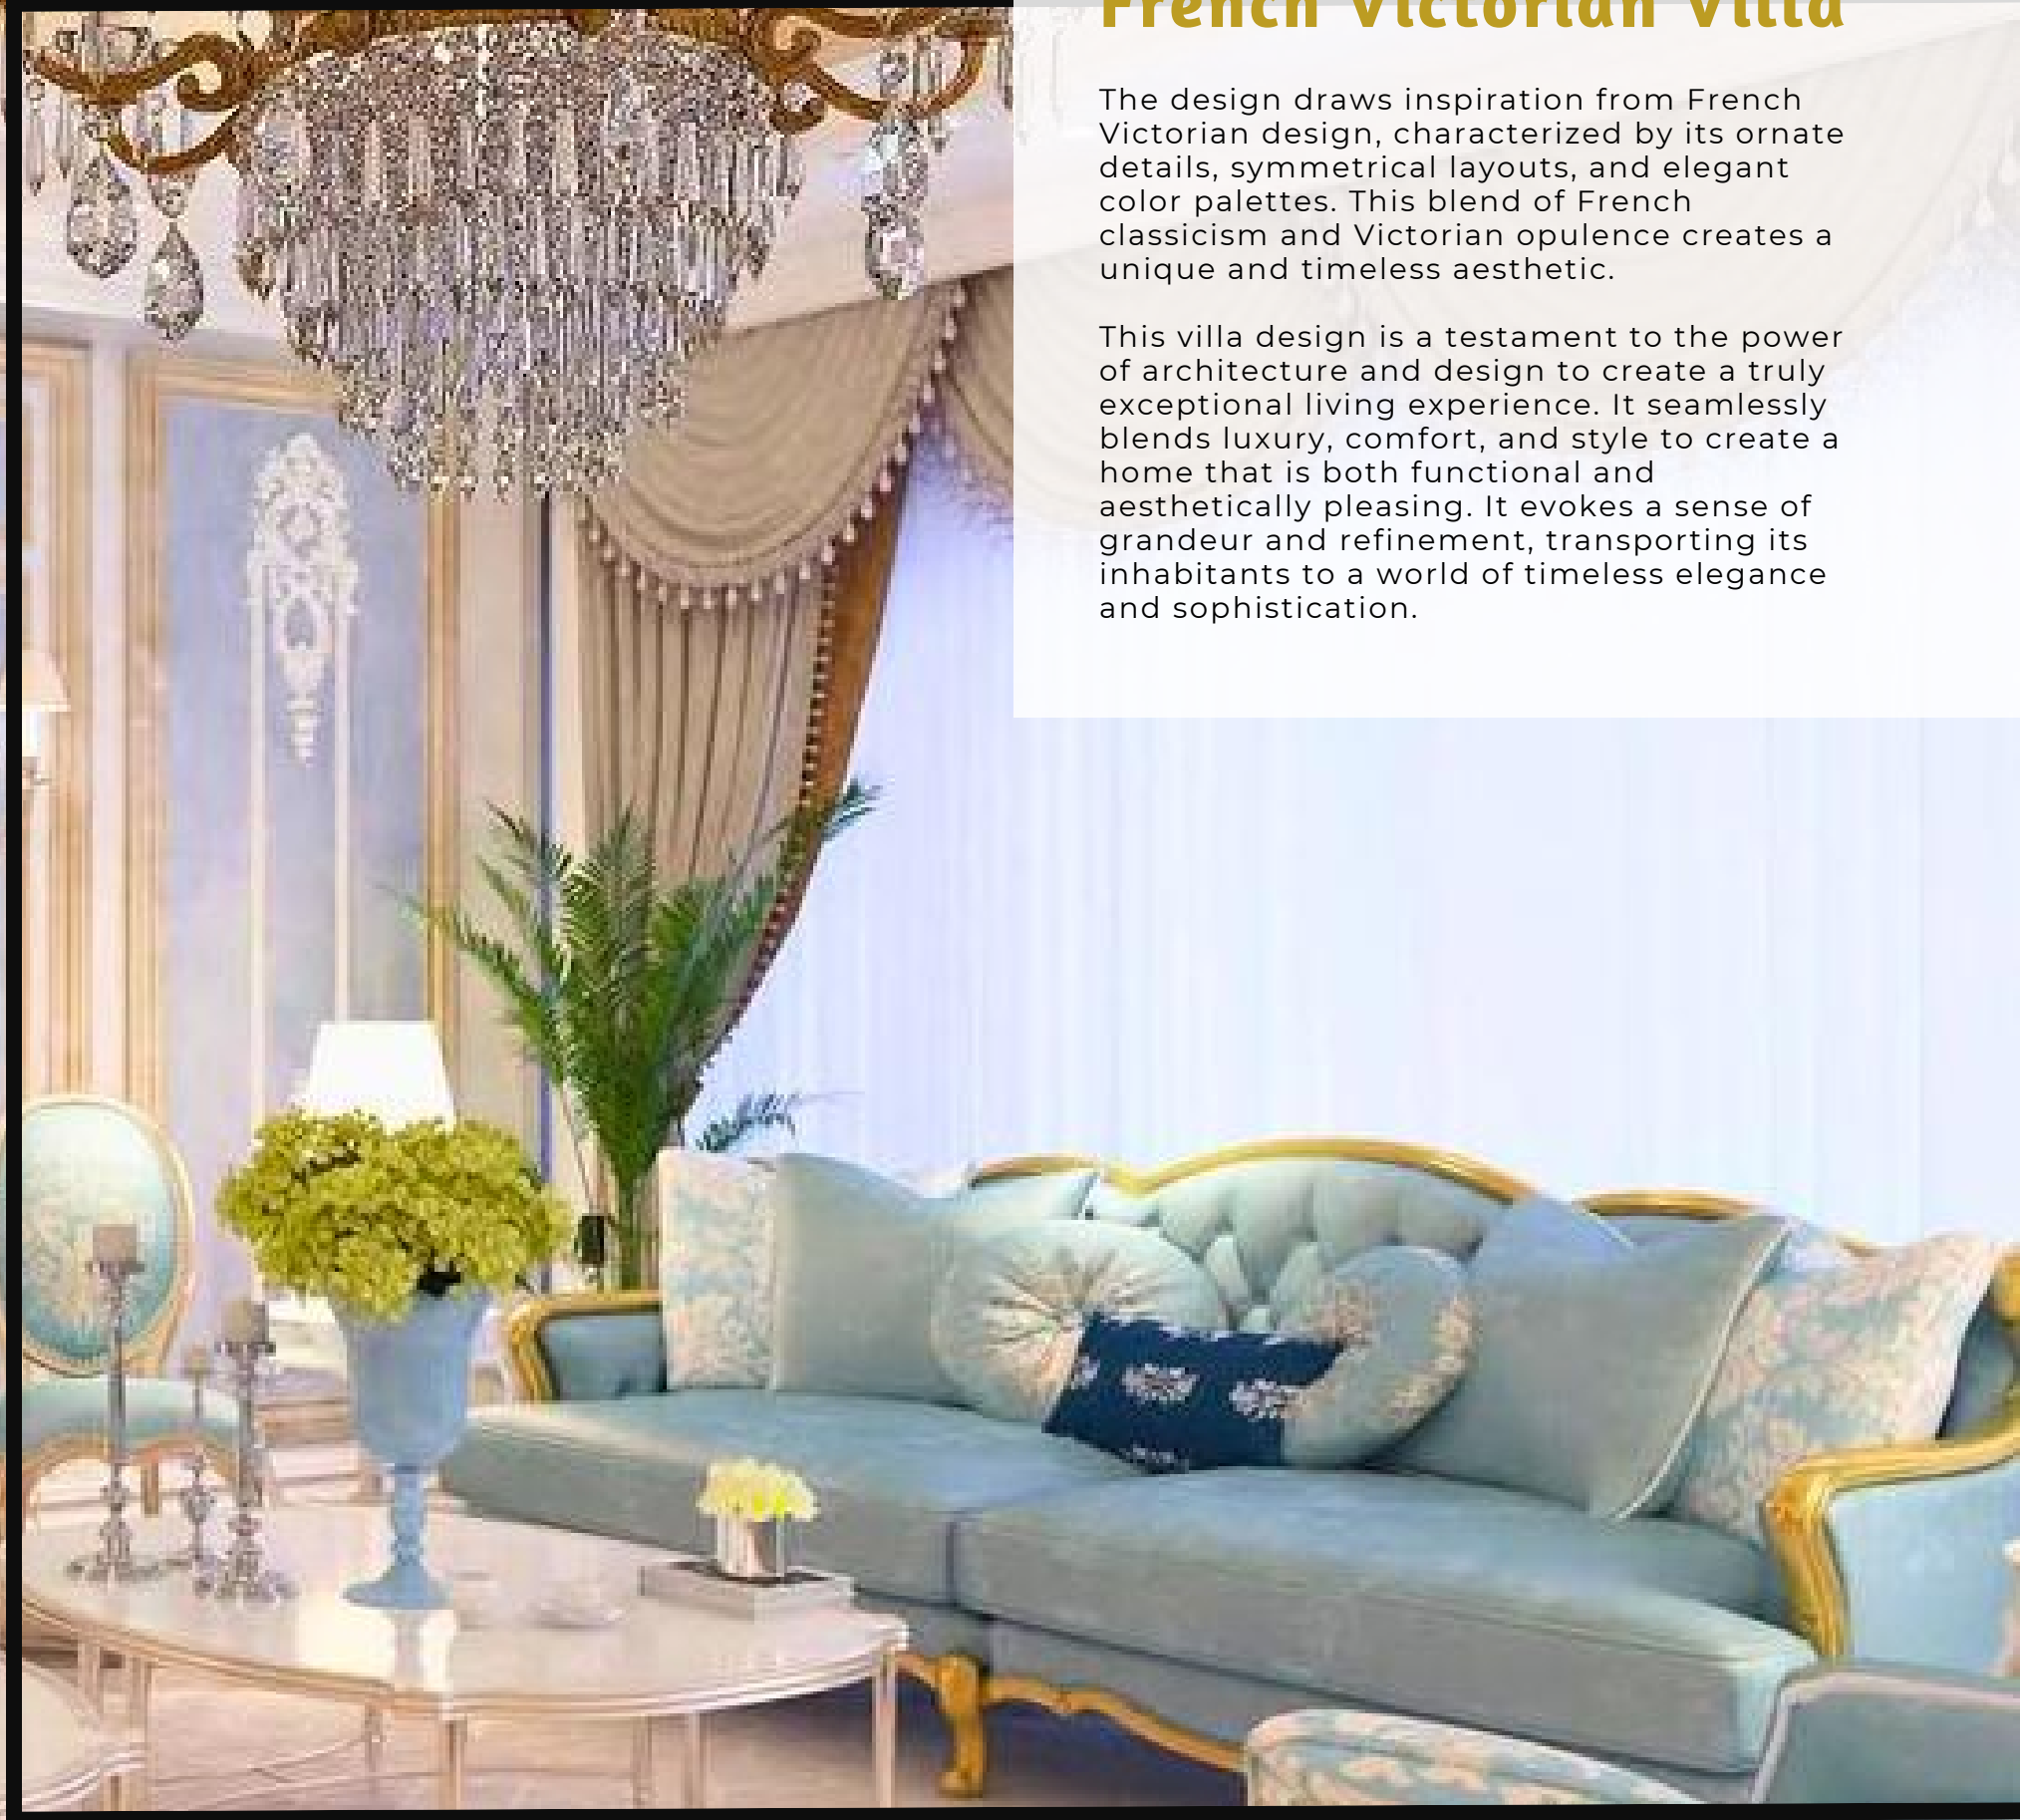 French Victorian Villa
The design draws inspiration from French
Victorian design, characterized by its ornate
details, symmetrical layouts, and elegant
color palettes. This blend of French
classicism and Victorian opulence creates a
unique and timeless aesthetic.
This villa design is a testament to the power
of architecture and design to create a truly
exceptional living experience. It seamlessly
blends luxury, comfort, and style to create a
home that is both functional and
aesthetically pleasing. It evokes a sense of
grandeur and refinement, transporting its
inhabitants to a world of timeless elegance
and sophistication.